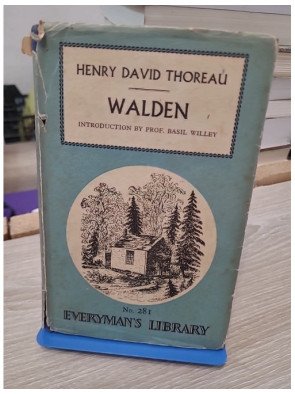 HENRY DAVID THOREAU
WALDEN
INTRODUCTION BY PROF. BASIL WILLEY
No. 281
EVERYMAN'S LIBRARY